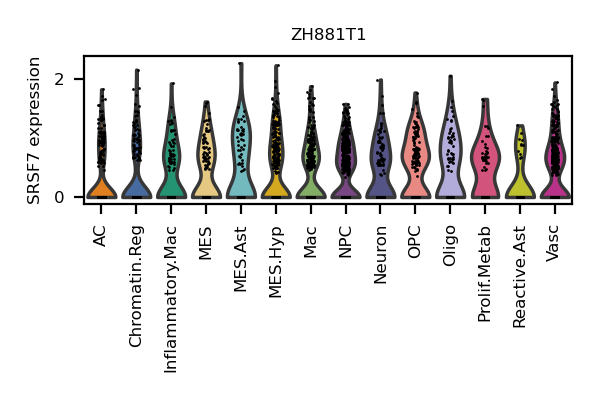 ZH881T1
SRSF7 expression
2
0
AC
Chromatin.Reg
Inflammatory.Mac
MES
MES.Ast
MES.Hyp
Mac
NPC
Neuron
OPC
Oligo
Prolif.Metab
Reactive.Ast
Vasc